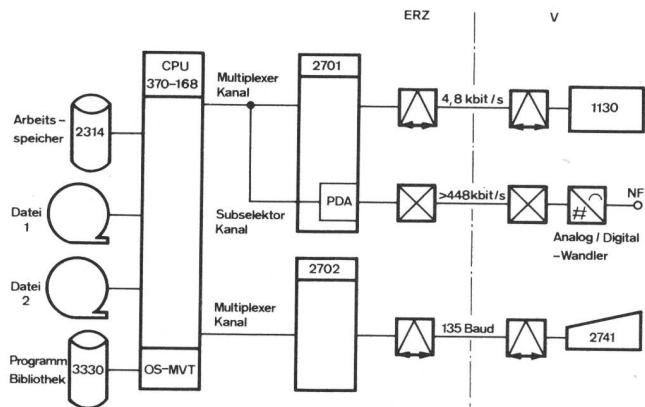 ERZ
V
CPU
370-168
Multiplexer
Kanal
2701
4,8 kbit/s
1130
Arbeits-
speicher
2314
Datei
1
Subselektor
Kanal
PDA
>448kbit/s
#
NF
Analog / Digital
-Wandler
Datei
2
2702
Multiplexer
Kanal
135 Baud
2741
Programm
Bibliothek
3330
OS-MVT